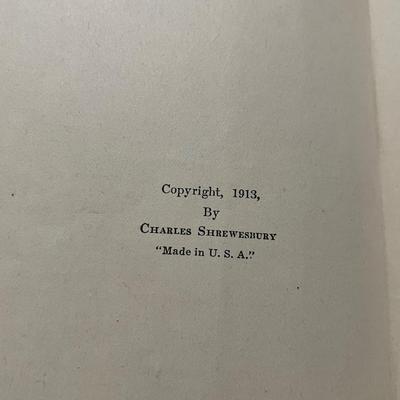 Copyright, 1913,
By
Charles Shrewesbury
"Made in U. S. A."